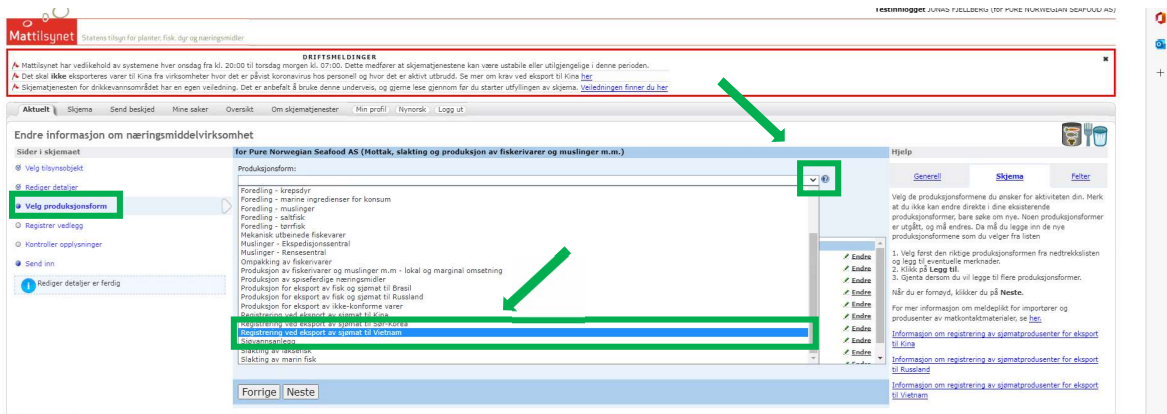 Testinnlogget JONAS FJELLBERG (for PURE NORWEGIAN SEAFOOD AS)
Mattilsynet Statens tilsyn for planter, fisk, dyr og næringsmidler
DRIFTSMELDINGER
Mattilsynet har vedlikehold av systemene hver onsdag fra kl. 20:00 til torsdag morgen kl. 07:00. Dette medfører at skjematjenestene kan være ustabile eller utilgjengelige i denne perioden.
Det skal ikke eksporteres varer til Kina fra virksomheter hvor det er påvist koronavirus hos personell og hvor det er aktivt utbrudd. Se mer om krav ved eksport til Kina her
Skjematjenesten for drikkevannsområdet har en egen veiledning. Det er anbefalt å bruke denne underveis, og gjerne lese gjennom før du starter utfyllingen av skjema. Veiledningen finner du her
Aktuelt Skjema Send beskjed Mine saker Oversikt Om skjematjenester Min profil Nynorsk Logg ut
Endre informasjon om næringsmiddelvirksomhet
Sider i skjemaet
Velg tilsynsobjekt
Rediger detaljer
Velg produksjonsform
Registrer vedlegg
Kontroller opplysninger
Send inn
Rediger detaljer er ferdig
for Pure Norwegian Seafood AS (Mottak, slakting og produksjon av fiskerivarer og muslinger m.m.)
Produksjonsform:
Foredling - krepsdyr
Foredling - marine ingredienser for konsum
Foredling - muslinger
Foredling - saltfisk
Foredling - tørrfisk
Mekanisk utbeinede fiskevarer
Muslinger - Ekspedisjonssentral
Muslinger - Rensesentral
Ompakking av fiskerivarer
Produksjon av fiskerivarer og muslinger m.m - lokal og marginal omsetning
Produksjon av spiseferdige næringsmidler
Produksjon for eksport av fisk og sjømat til Brasil
Produksjon for eksport av fisk og sjømat til Russland
Produksjon for eksport av ikke-konforme varer
Registrering ved eksport av sjømat til Kina
Registrering ved eksport av sjømat til Sør-Korea
Registrering ved eksport av sjømat til Vietnam
Sjøvannsanlegg
Slakting av laksefisk
Slakting av marin fisk
Endre
Endre
Endre
Endre
Endre
Endre
Endre
Endre
Endre
Endre
Forrige Neste
Hjelp
Generell Skjema Felter
Velg de produksjonsformene du ønsker for aktiviteten din. Merk
at du ikke kan endre direkte i dine eksisterende
produksjonsformer, bare søke om nye. Noen produksjonsformer
er utgått, og må endres. Da må du legge inn de nye
produksjonsformene som du velger fra listen
1. Velg først den riktige produksjonsformen fra nedtrekkslisten
og legg til eventuelle merknader.
2. Klikk på Legg til.
3. Gjenta dersom du vil legge til flere produksjonsformer.
Når du er fornøyd, klikker du på Neste.
For mer informasjon om meldeplikt for importører og
produsenter av matkontaktmaterialer, se her.
Informasjon om registrering av sjømatprodusenter for eksport
til Kina
Informasjon om registrering av sjømatprodusenter for eksport
til Russland
Informasjon om registrering av sjømatprodusenter for eksport
til Vietnam